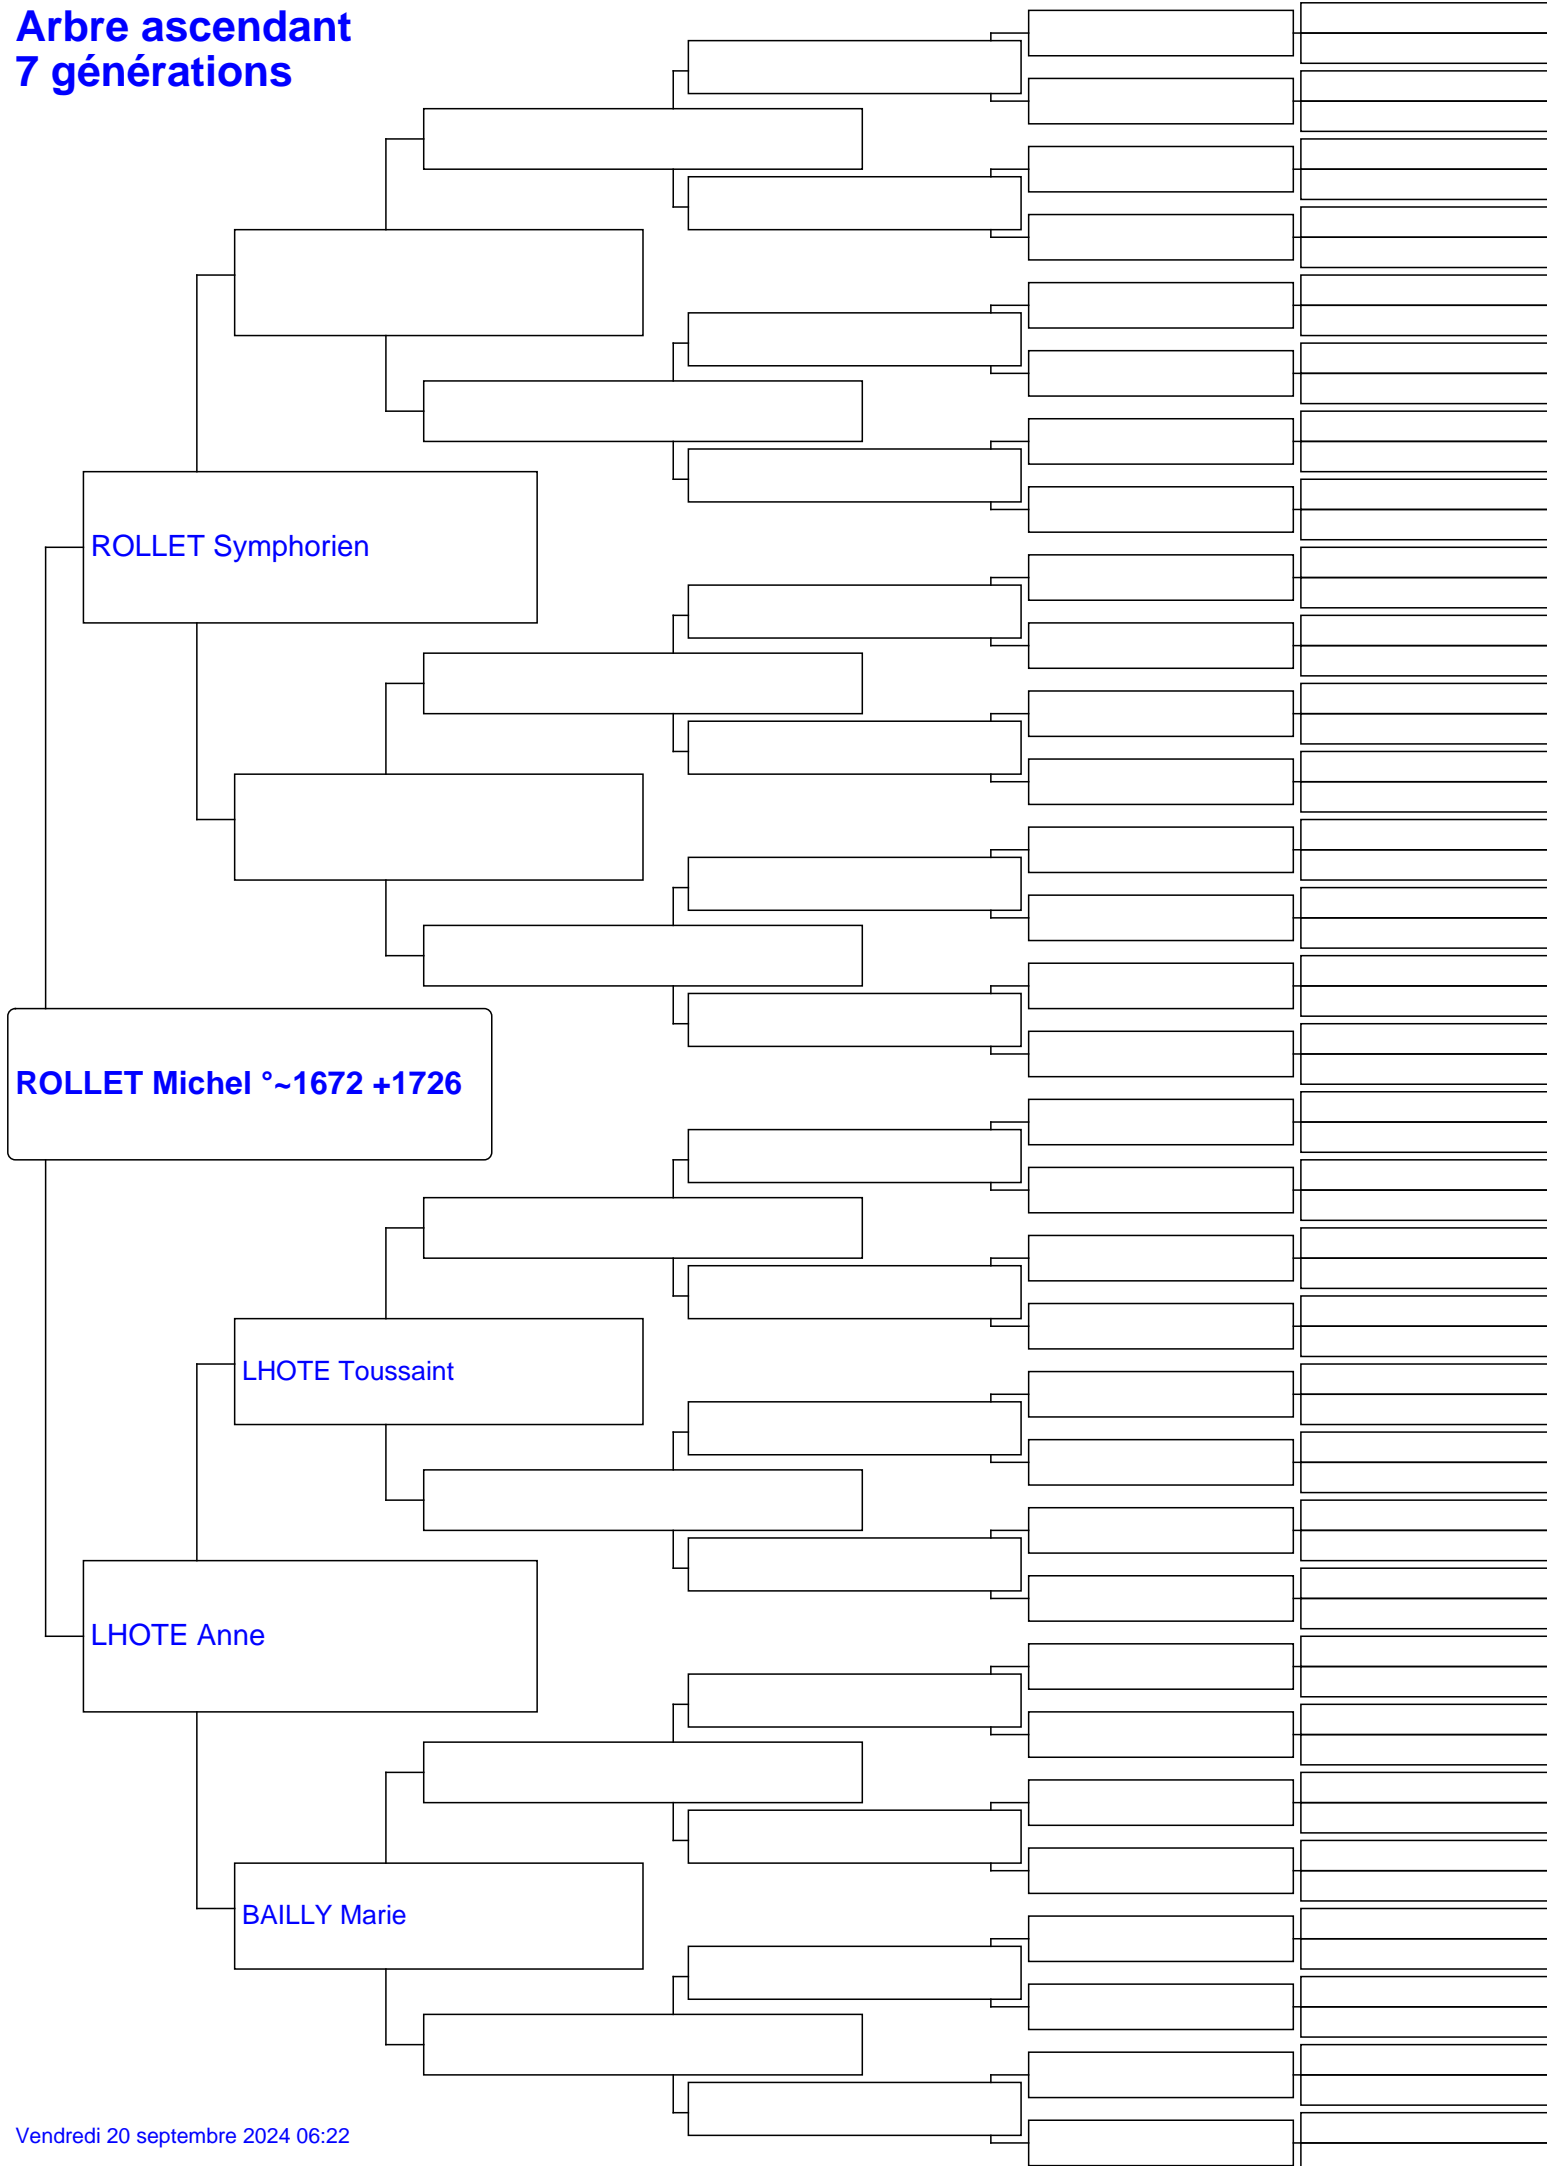 Arbre ascendant
7 générations
ROLLET Symphorien
ROLLET Michel °~1672 +1726
LHOTE Toussaint
LHOTE Anne
BAILLY Marie
Vendredi 20 septembre 2024 06:22